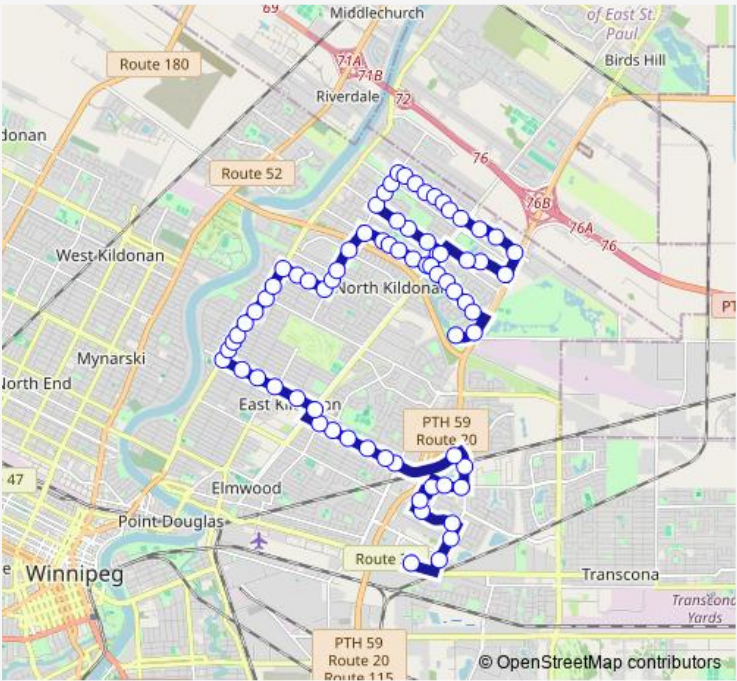 69
Middlechurch
of East St.
Paul
Route 180
71A
71B
Birds Hill
Riverdale
72
donan
76
Route 52
76B
76A
76
West Kildonan
North Kildonan
PT
Mynarski
North End
East Ki on
PTH 59
Route 20
47
Elmwood
Point Douglas
Route
Winnipeg
Transcona
Transcona
Yards
PTH 59
Route 20
Route 115
© OpenStreetMap contributors